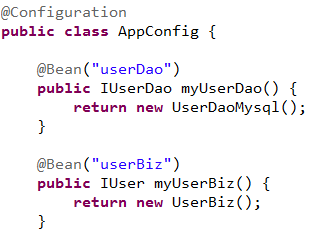 @Configuration
public class AppConfig {
@Bean("userDao")
public IUserDao myUserDao() {
return new UserDaoMysql();
}
@Bean("userBiz")
public IUser myUserBiz() {
return new UserBiz();
}